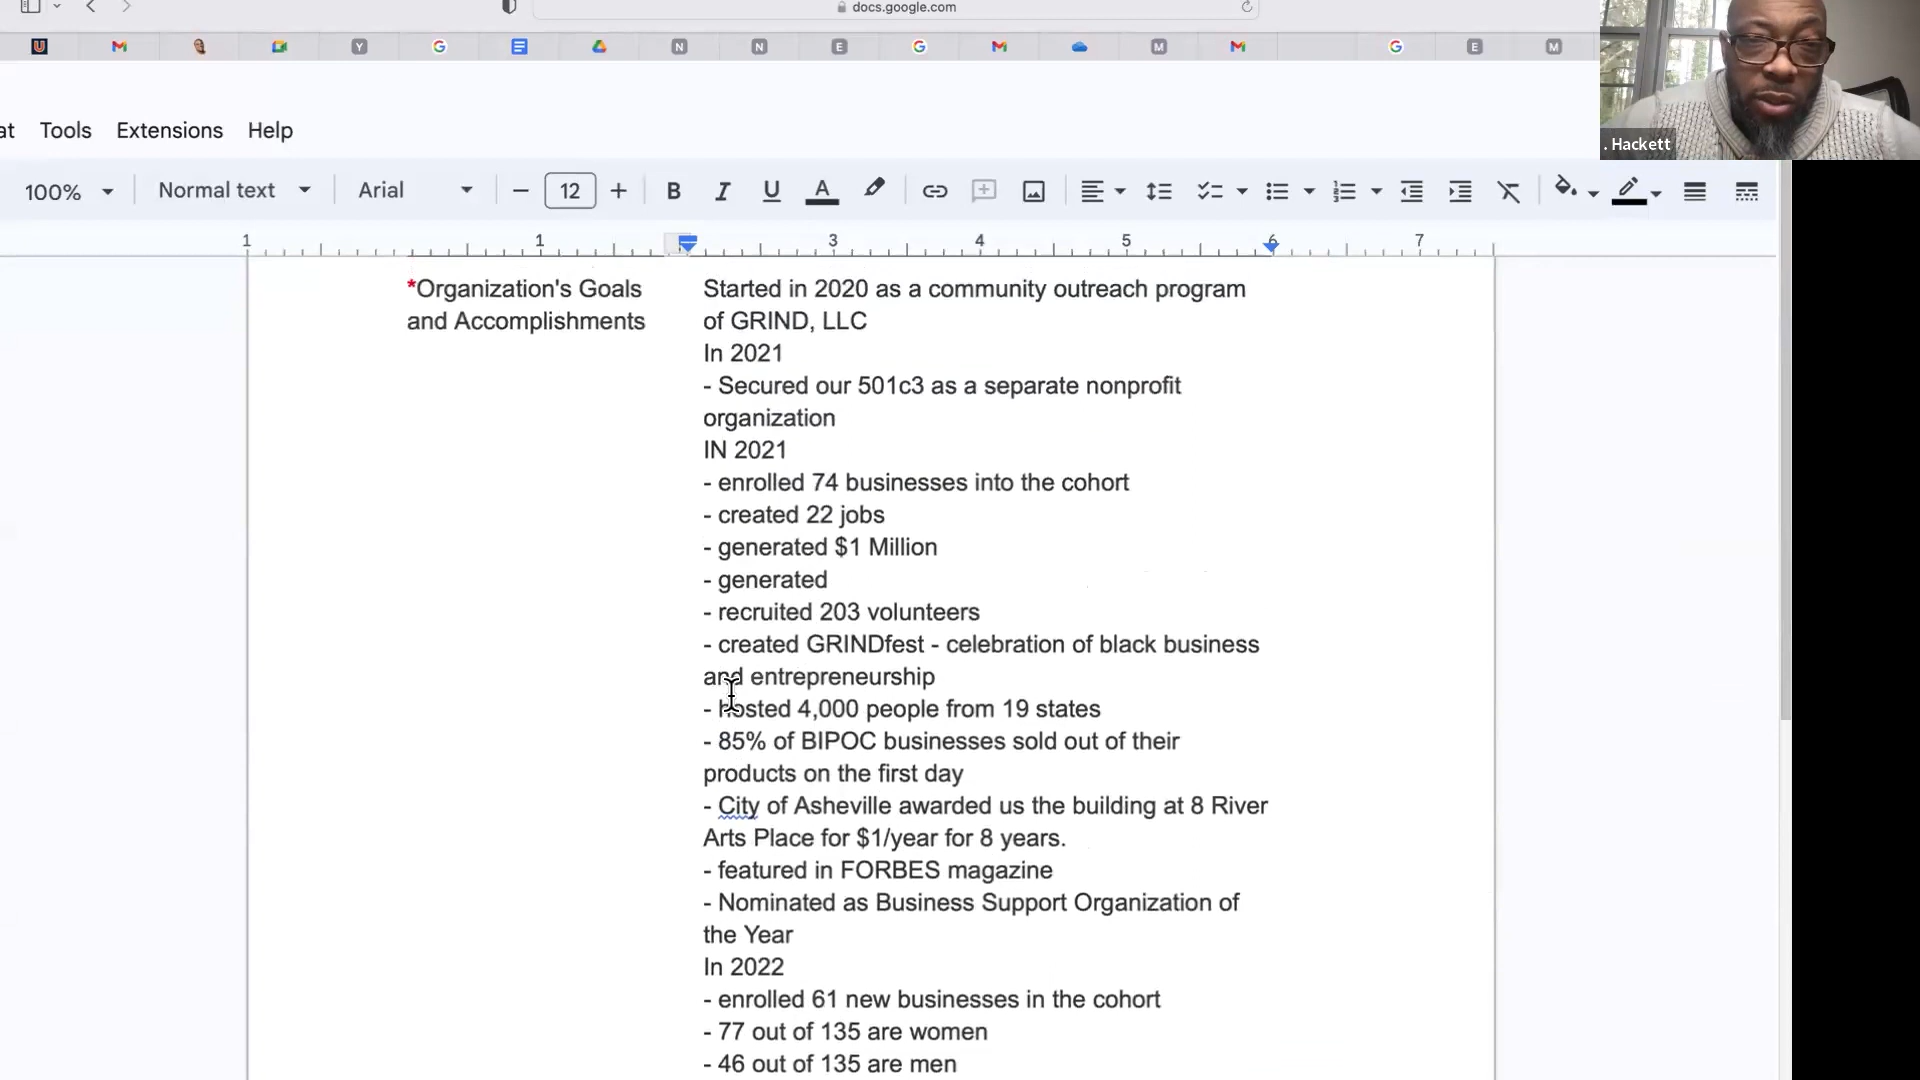 docs.google.com
at Tools Extensions Help
. Hackett
100% Normal text Arial 12
1 1 3 4 5 6 7
*Organization's Goals
and Accomplishments
Started in 2020 as a community outreach program
of GRIND, LLC
In 2021
- Secured our 501c3 as a separate nonprofit
organization
IN 2021
- enrolled 74 businesses into the cohort
- created 22 jobs
- generated $1 Million
- generated
- recruited 203 volunteers
- created GRINDfest - celebration of black business
and entrepreneurship
- hosted 4,000 people from 19 states
- 85% of BIPOC businesses sold out of their
products on the first day
- City of Asheville awarded us the building at 8 River
Arts Place for $1/year for 8 years.
- featured in FORBES magazine
- Nominated as Business Support Organization of
the Year
In 2022
- enrolled 61 new businesses in the cohort
- 77 out of 135 are women
- 46 out of 135 are men